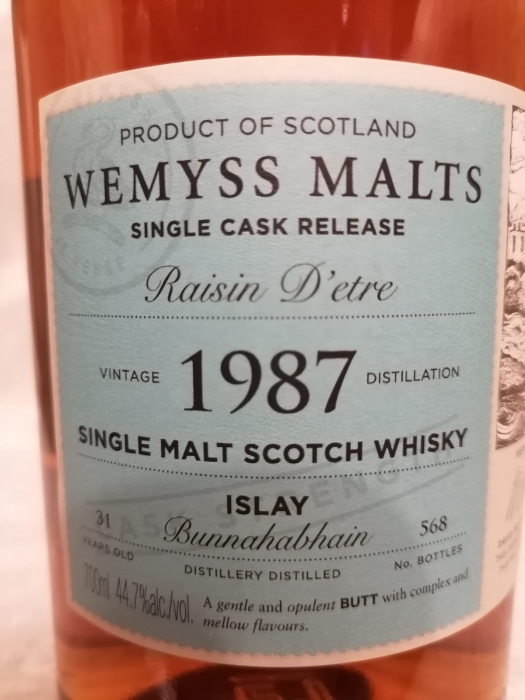 PRODUCT OF SCOTLAND
WEMYSS MALTS
SINGLE CASK RELEASE
Raisin D'etre
VINTAGE 1987 DISTILLATION
SINGLE MALT SCOTCH WHISKY
CASK STRENGTH
ISLAY
31 Bunnahabhain 568
YEARS OLD DISTILLERY DISTILLED No. BOTTLES
700ml 44.7%alc./vol. A gentle and opulent BUTT with complex and
mellow flavours.